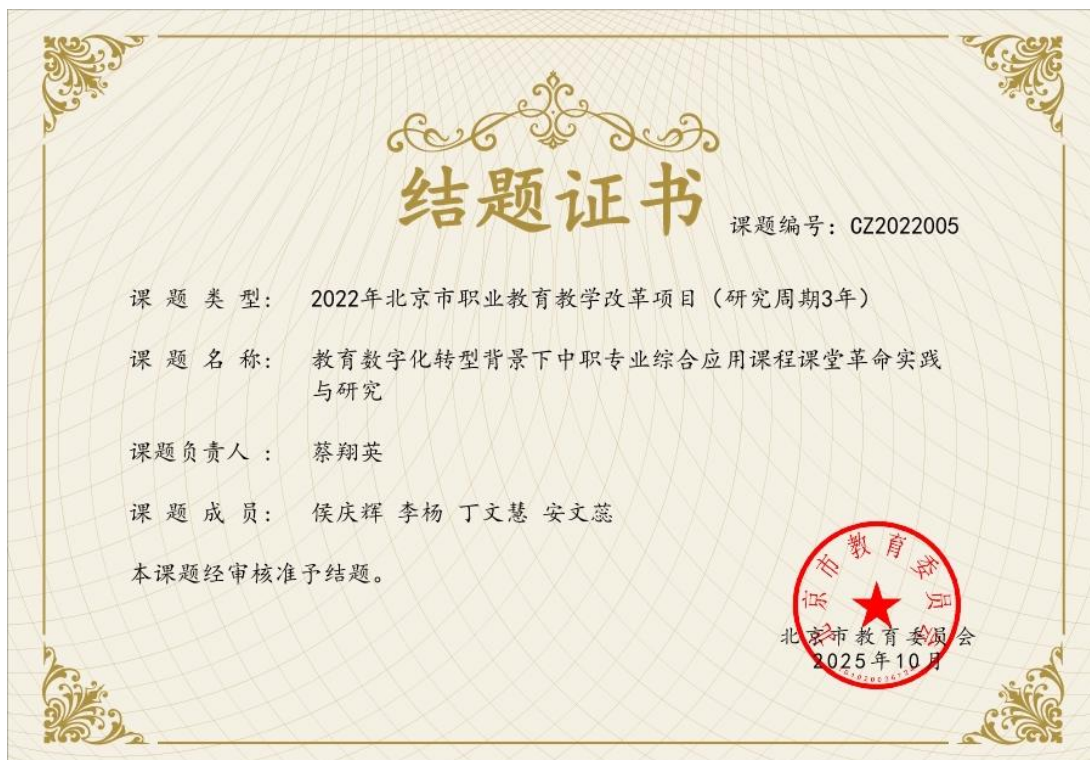 结题证书
课题编号：CZ2022005
课题类型： 2022年北京市职业教育教学改革项目（研究周期3年）
课题名称： 教育数字化转型背景下中职专业综合应用课程课堂革命实践
与研究
课题负责人： 蔡翔英
课题成员： 侯庆辉 李杨 丁文慧 安文蕊
本课题经审核准予结题。
北京市教育委员会
北京市教育委员会
2025年10月